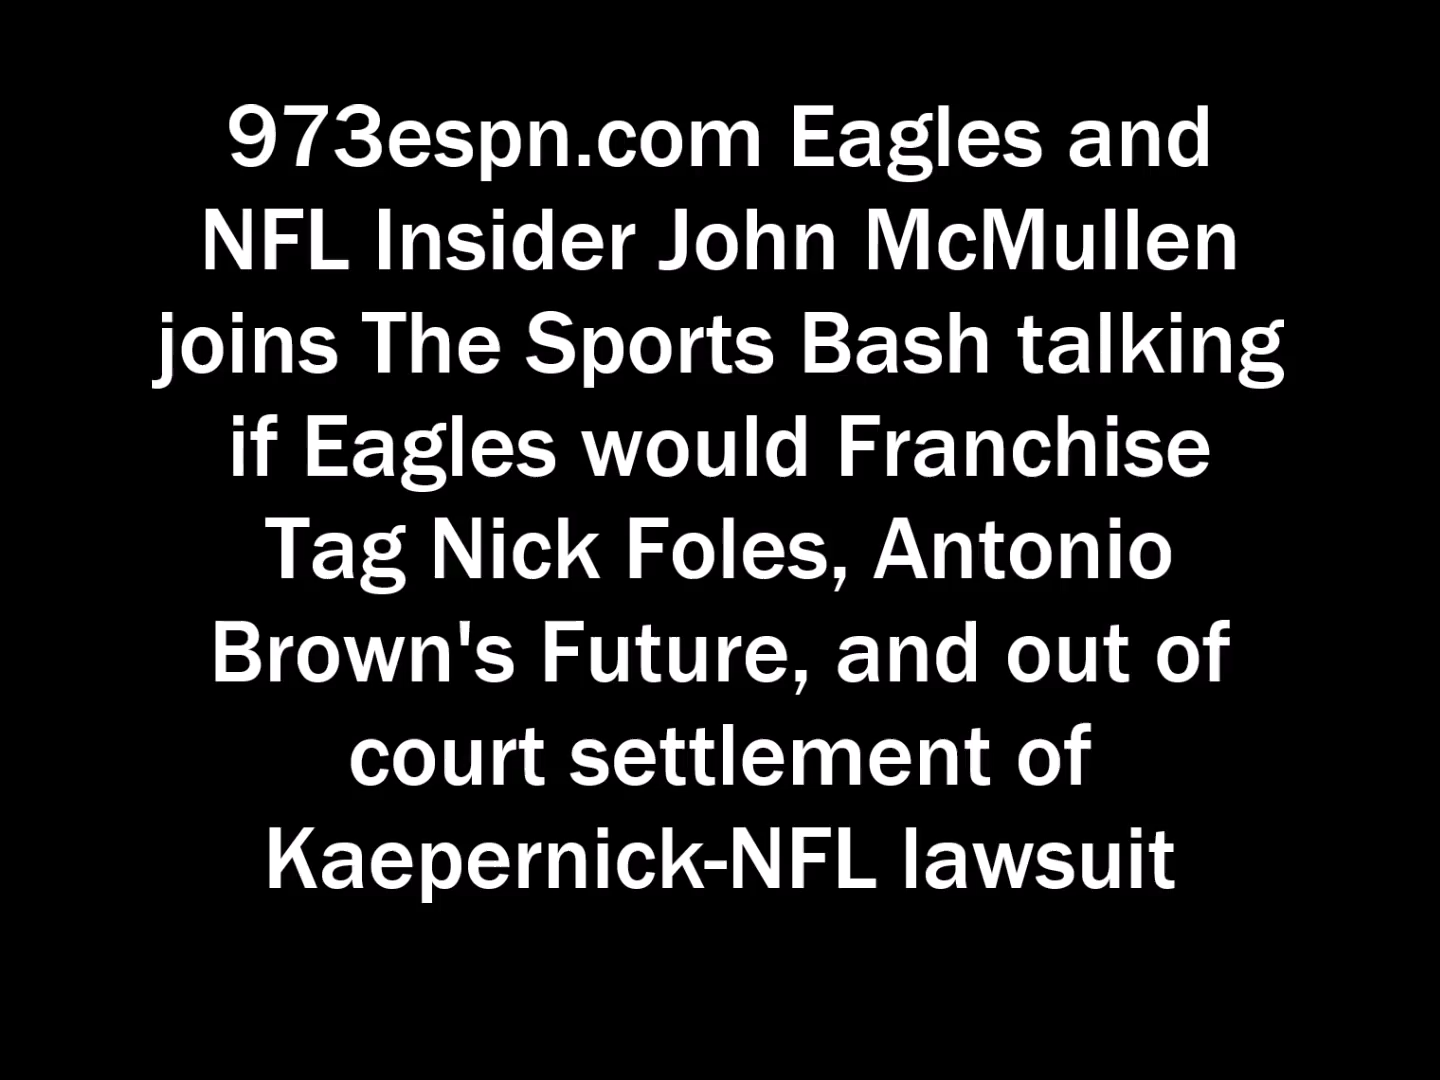 973espn.com Eagles and
NFL Insider John McMullen
joins The Sports Bash talking
if Eagles would Franchise
Tag Nick Foles, Antonio
Brown's Future, and out of
court settlement of
Kaepernick-NFL lawsuit